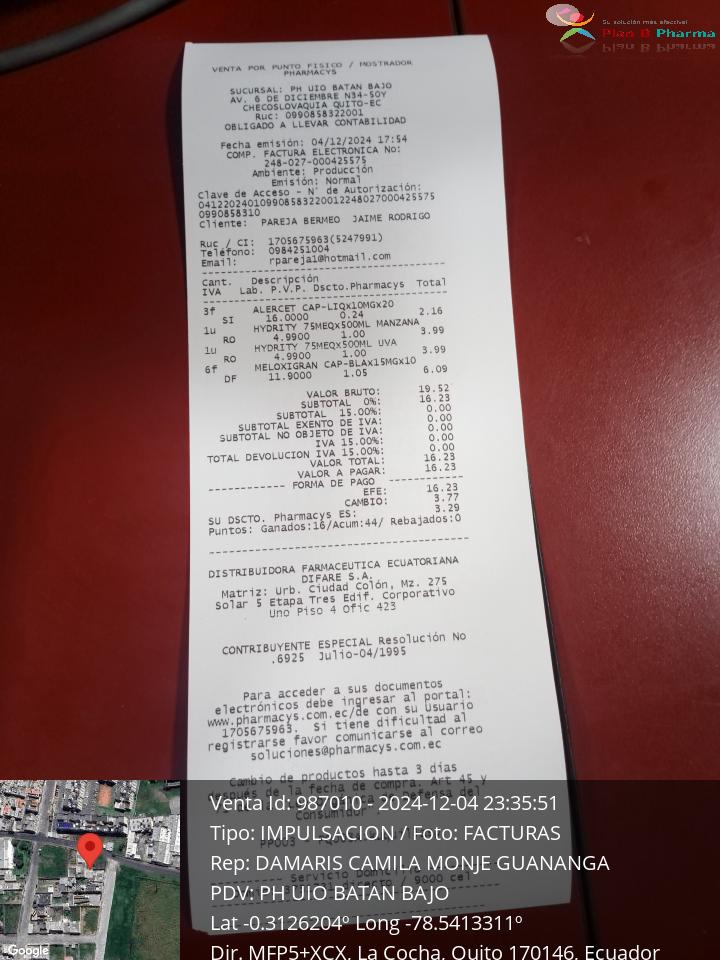 Su solución más efectiva!
Plan B Pharma
VENTA POR PUNTO FISICO / MOSTRADOR
PHARMACYS
SUCURSAL: PH UIO BATAN BAJO
AV. 6 DE DICIEMBRE N34-50Y
CHECOSLOVAQUIA QUITO-EC
Ruc: 0990858322001
OBLIGADO A LLEVAR CONTABILIDAD
Fecha emisión: 04/12/2024 17:54
COMP. FACTURA ELECTRONICA No:
248-027-000425575
Ambiente: Producción
Emisión: Normal
Clave de Acceso - N° de Autorización:
041220240109908583220012248027000425575
0990858310
Cliente: PAREJA BERMEO JAIME RODRIGO
Ruc / CI: 1705675963(5247991)
Teléfono: 0984251004
Email: rpareja1@hotmail.com
Cant. Descripción
IVA Lab. P.V.P. Dscto.Pharmacys Total
3f ALERCET CAP-LIQx10MGx20
SI 16.0000 0.24 2.16
1u HYDRITY 75MEQx500ML MANZANA
RO 4.9900 1.00 3.99
1u HYDRITY 75MEQx500ML UVA
RO 4.9900 1.00 3.99
6f MELOXIGRAN CAP-BLAx15MGx10
DF 11.9000 1.05 6.09
VALOR BRUTO: 19.52
SUBTOTAL 0%: 16.23
SUBTOTAL 15.00%: 0.00
SUBTOTAL EXENTO DE IVA: 0.00
SUBTOTAL NO OBJETO DE IVA: 0.00
IVA 15.00%: 0.00
TOTAL DEVOLUCION IVA 15.00%: 0.00
VALOR TOTAL: 16.23
VALOR A PAGAR: 16.23
------------ FORMA DE PAGO ------------
EFE: 16.23
CAMBIO: 3.77
SU DSCTO. Pharmacys ES: 3.29
Puntos: Ganados:16/Acum:44/ Rebajados:0
DISTRIBUIDORA FARMACEUTICA ECUATORIANA
DIFARE S.A.
Matriz: Urb. Ciudad Colón, Mz. 275
Solar 5 Etapa Tres Edif. Corporativo
Uno Piso 4 Ofic 423
CONTRIBUYENTE ESPECIAL Resolución No
.6925 Julio-04/1995
Para acceder a sus documentos
electrónicos debe ingresar al portal:
www.pharmacys.com.ec/de con su usuario
1705675963. Si tiene dificultad al
registrarse favor comunicarse al correo
soluciones@pharmacys.com.ec
Cambio de productos hasta 3 días
después de la fecha de compra. Art 45 y
Defensa del
Consumidor
Venta Id: 987010 - 2024-12-04 23:35:51
Tipo: IMPULSACION / Foto: FACTURAS
Rep: DAMARIS CAMILA MONJE GUANANGA
PDV: PH UIO BATAN BAJO
Lat -0.3126204º Long -78.5413311º
Dir. MFP5+XCX, La Cocha, Quito 170146, Ecuador
Google